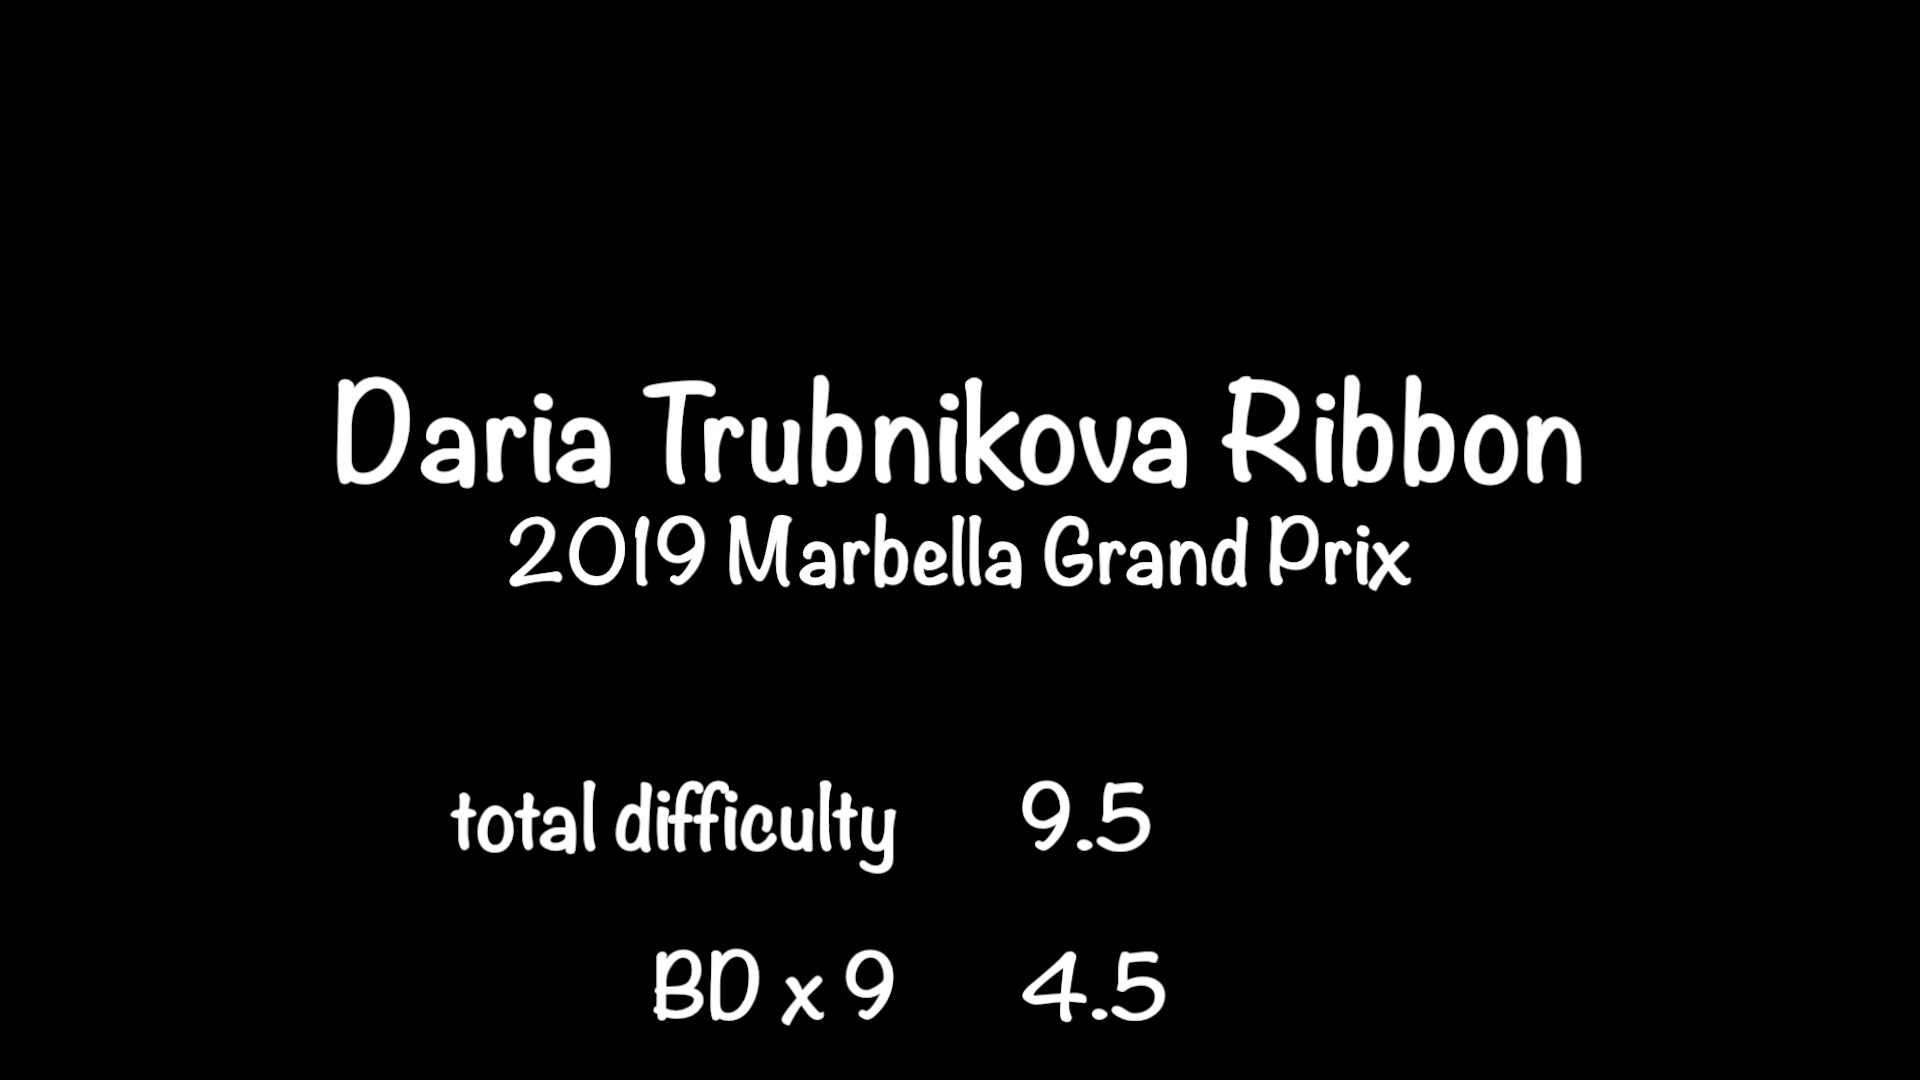 Daria Trubnikova Ribbon
2019 Marbella Grand Prix
total difficulty 9.5
BD x 9 4.5